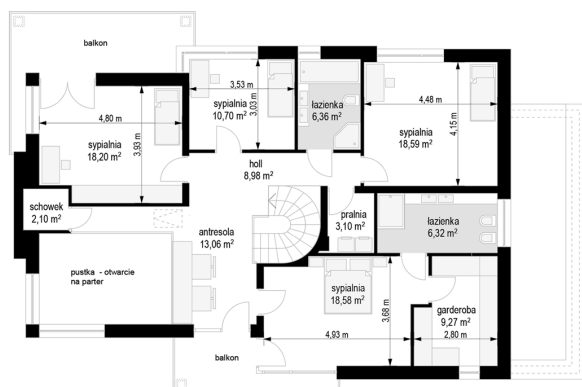 balkon
3,53 m
3,03 m
sypialnia
10,70 m²
łazienka
6,36 m²
4,48 m
4,15 m
sypialnia
18,59 m²
4,80 m
3,93 m
sypialnia
18,20 m²
holl
8,98 m²
schowek
2,10 m²
antresola
13,06 m²
pralnia
3,10 m²
łazienka
6,32 m²
pustka - otwarcie
na parter
sypialnia
18,58 m²
3,68 m
4,93 m
garderoba
9,27 m²
2,80 m
balkon